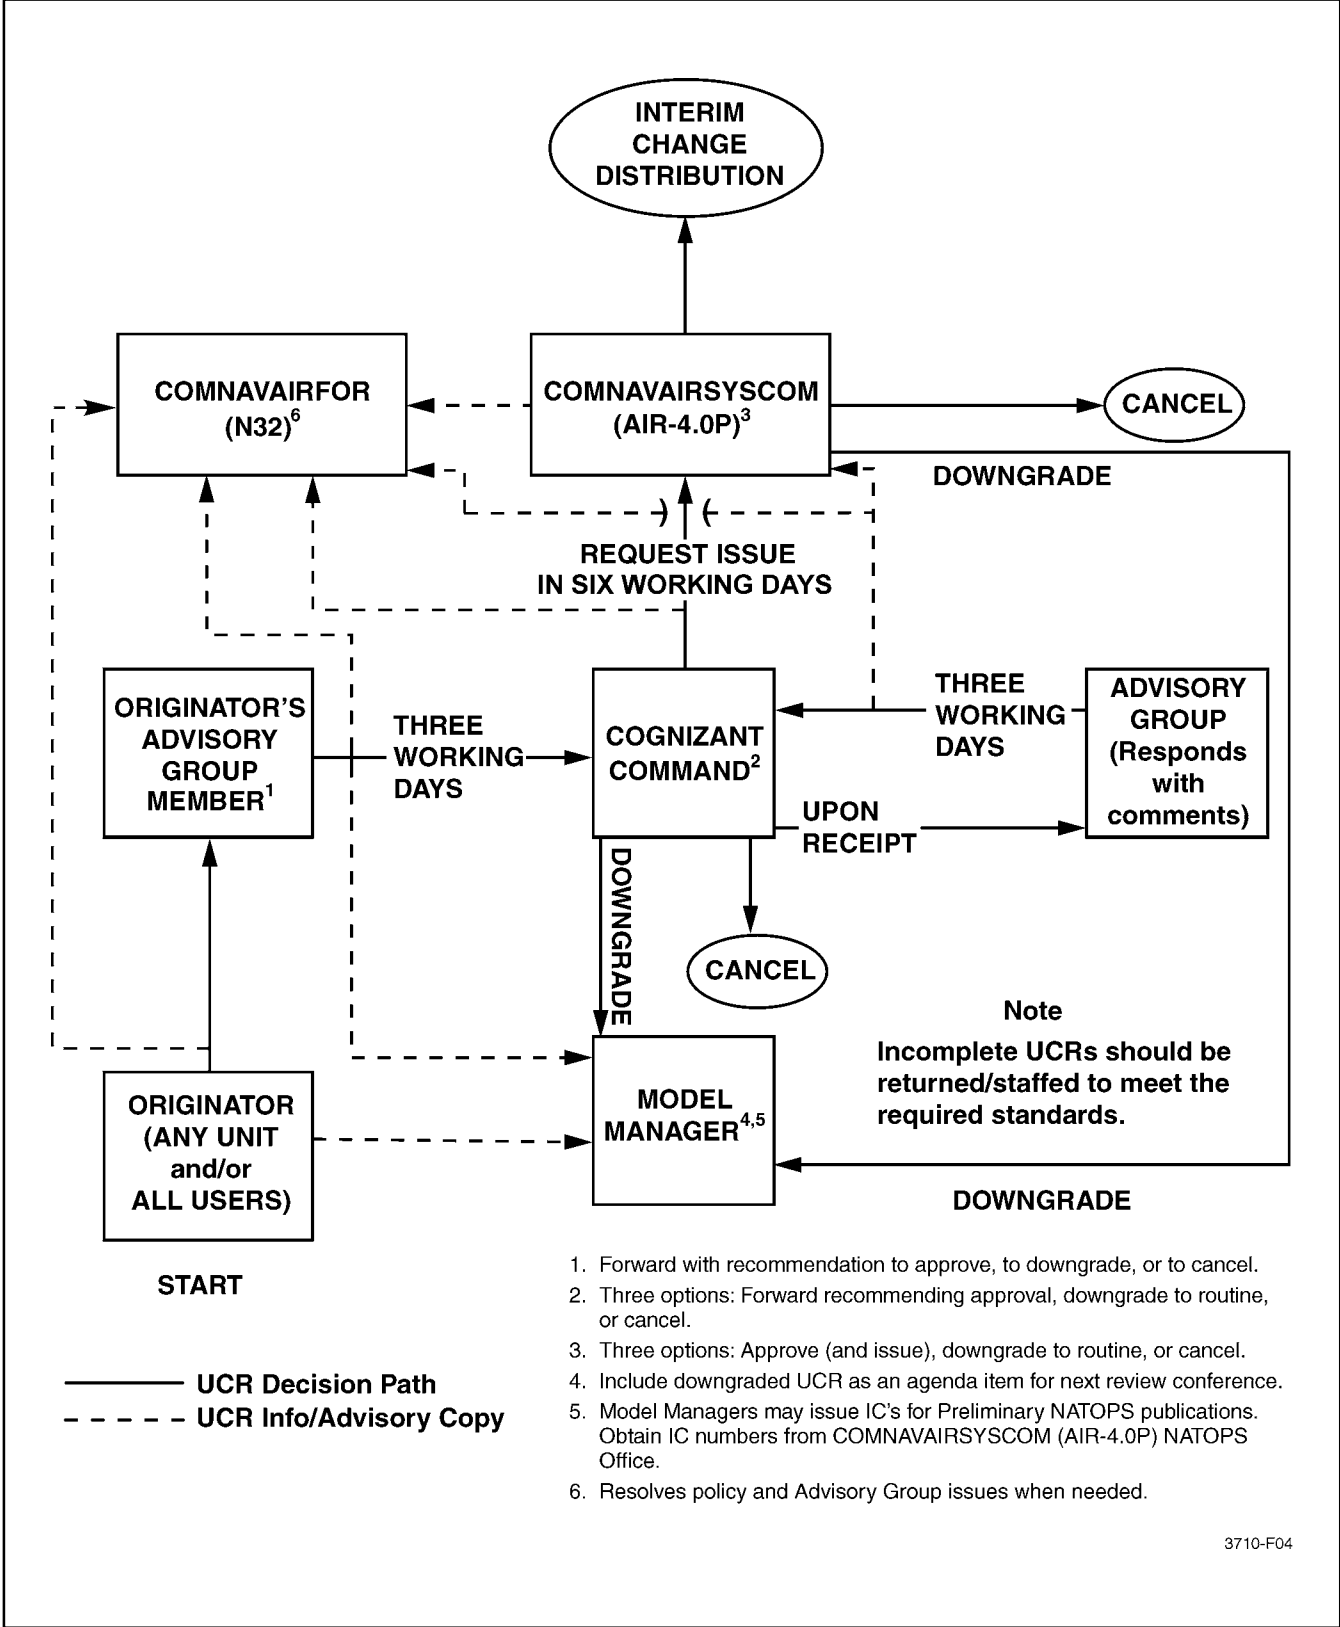 INTERIM
CHANGE
DISTRIBUTION
COMNAVAIRFOR
(N32)6
COMNAVAIRSYSCOM
(AIR-4.0P)3
CANCEL
DOWNGRADE
REQUEST ISSUE
IN SIX WORKING DAYS
ORIGINATOR'S
ADVISORY
GROUP
MEMBER1
THREE
WORKING
DAYS
COGNIZANT
COMMAND2
THREE
WORKING
DAYS
ADVISORY
GROUP
(Responds
with
comments)
UPON
RECEIPT
DOWNGRADE
CANCEL
Note
Incomplete UCRs should be
returned/staffed to meet the
required standards.
ORIGINATOR
(ANY UNIT
and/or
ALL USERS)
MODEL
MANAGER4,5
DOWNGRADE
START
1. Forward with recommendation to approve, to downgrade, or to cancel.
2. Three options: Forward recommending approval, downgrade to routine,
or cancel.
3. Three options: Approve (and issue), downgrade to routine, or cancel.
4. Include downgraded UCR as an agenda item for next review conference.
5. Model Managers may issue IC's for Preliminary NATOPS publications.
Obtain IC numbers from COMNAVAIRSYSCOM (AIR-4.0P) NATOPS
Office.
6. Resolves policy and Advisory Group issues when needed.
UCR Decision Path
UCR Info/Advisory Copy
3710-F04